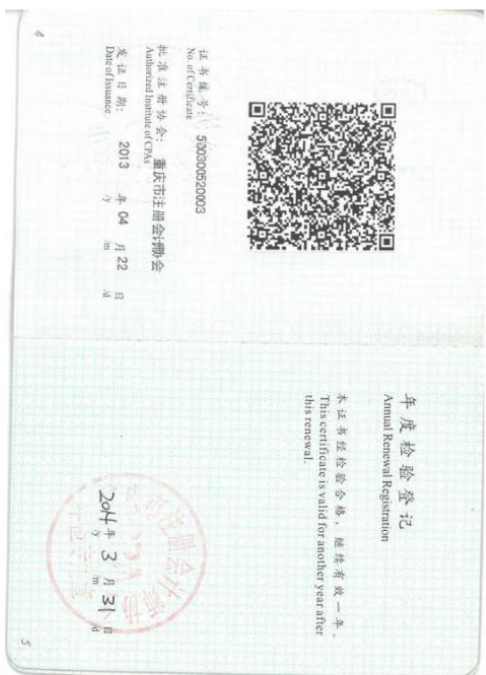 年度检验登记
Annual Renewal Registration
本证书经检验合格，继续有效一年。
This certificate is valid for another year after
this renewal.
证书编号：
500300520003
No. of Certificate
批准注册协会：
重庆市注册会计师协会
Authorized Institute of CPAs
发证日期：
2013 年 04 月 22 日
Date of Issuance
/y /m /d
4
2014 年 3 月 31 日
/y /m /d
5